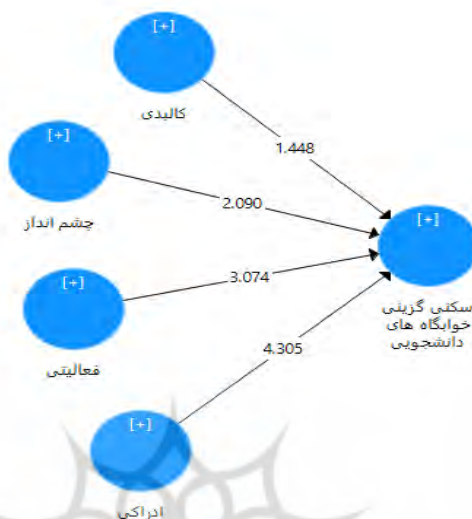 [+]
کالبدی
1.448
[+]
چشم انداز
2.090
[+]
سکنی گزینی
خوابگاه های
دانشجویی
[+]
فعالیتی
3.074
4.305
[+]
ادراکی